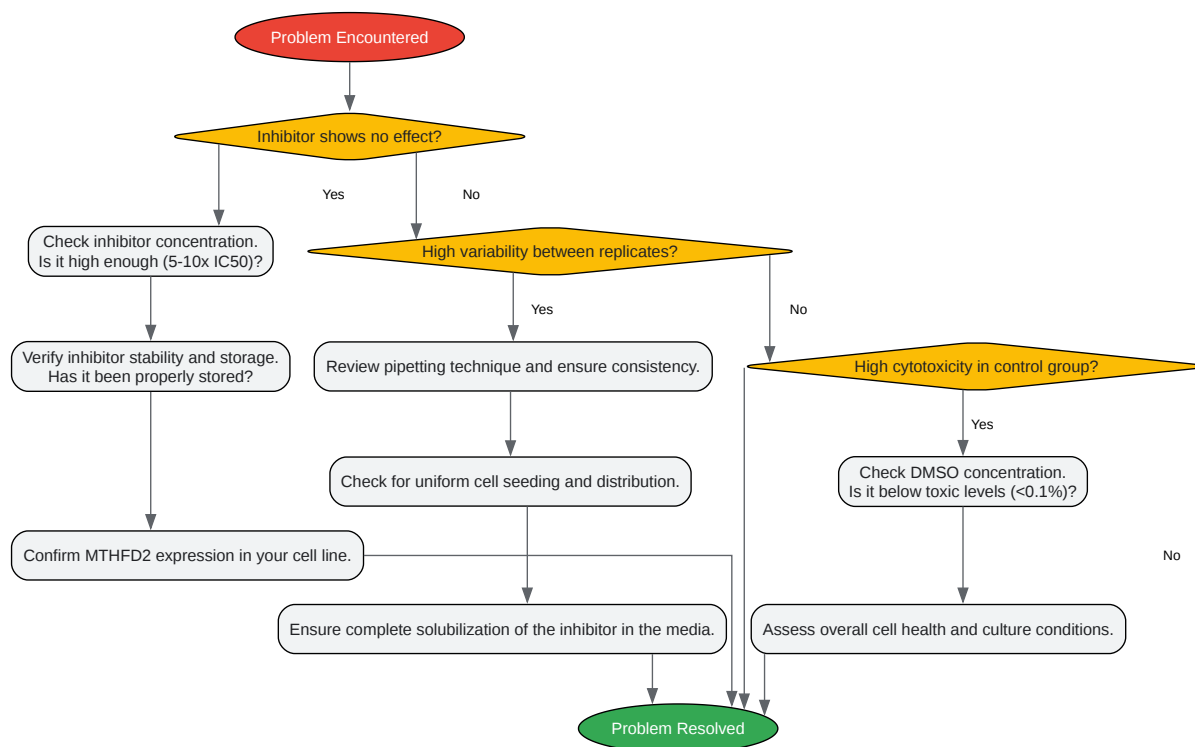 Problem Encountered
Inhibitor shows no effect?
Yes
No
Check inhibitor concentration.
Is it high enough (5-10x IC50)?
High variability between replicates?
Yes
No
Verify inhibitor stability and storage.
Has it been properly stored?
Review pipetting technique and ensure consistency.
High cytotoxicity in control group?
Yes
Check for uniform cell seeding and distribution.
Check DMSO concentration.
Is it below toxic levels (<0.1%)?
Confirm MTHFD2 expression in your cell line.
No
Ensure complete solubilization of the inhibitor in the media.
Assess overall cell health and culture conditions.
Problem Resolved